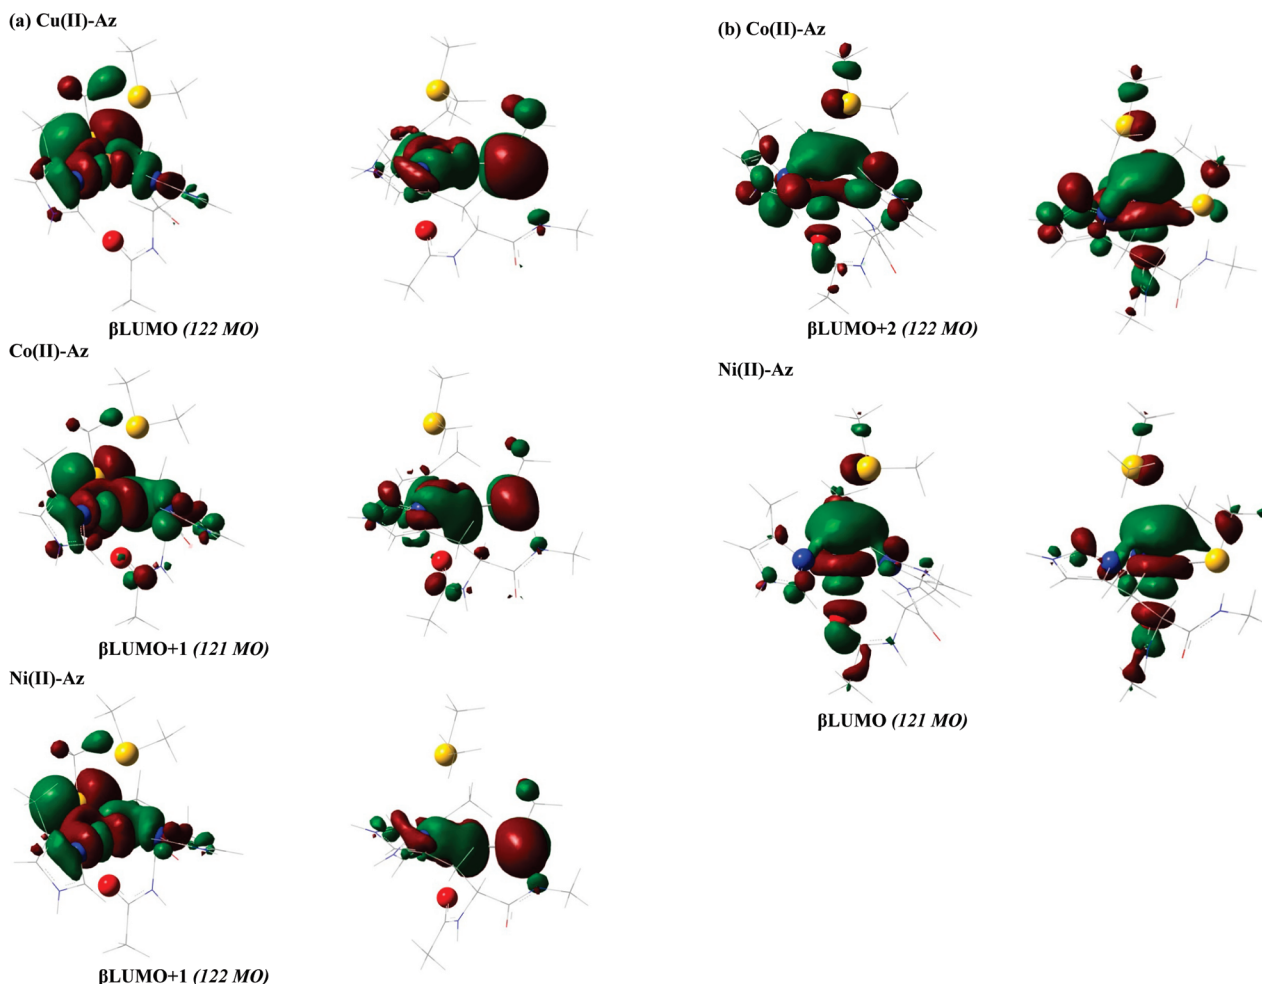 (a) Cu(II)-Az
βLUMO (122 MO)
Co(II)-Az
βLUMO+1 (121 MO)
Ni(II)-Az
βLUMO+1 (122 MO)
(b) Co(II)-Az
βLUMO+2 (122 MO)
Ni(II)-Az
βLUMO (121 MO)